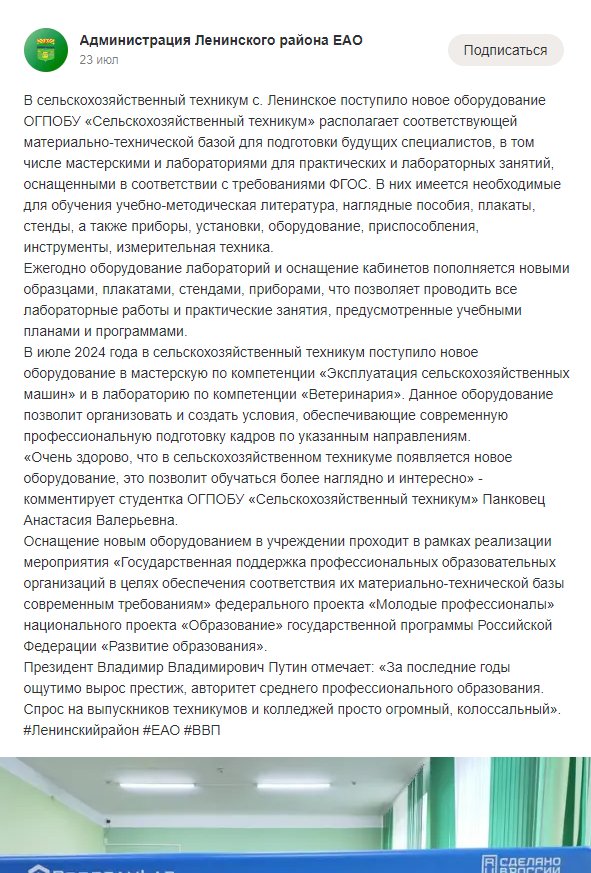 Администрация Ленинского района ЕАО
23 июл
Подписаться
В сельскохозяйственный техникум с. Ленинское поступило новое оборудование
ОГПОБУ «Сельскохозяйственный техникум» располагает соответствующей
материально-технической базой для подготовки будущих специалистов, в том
числе мастерскими и лабораториями для практических и лабораторных занятий,
оснащенными в соответствии с требованиями ФГОС. В них имеется необходимые
для обучения учебно-методическая литература, наглядные пособия, плакаты,
стенды, а также приборы, установки, оборудование, приспособления,
инструменты, измерительная техника.
Ежегодно оборудование лабораторий и оснащение кабинетов пополняется новыми
образцами, плакатами, стендами, приборами, что позволяет проводить все
лабораторные работы и практические занятия, предусмотренные учебными
планами и программами.
В июле 2024 года в сельскохозяйственный техникум поступило новое
оборудование в мастерскую по компетенции «Эксплуатация сельскохозяйственных
машин» и в лабораторию по компетенции «Ветеринария». Данное оборудование
позволит организовать и создать условия, обеспечивающие современную
профессиональную подготовку кадров по указанным направлениям.
«Очень здорово, что в сельскохозяйственном техникуме появляется новое
оборудование, это позволит обучаться более наглядно и интересно» -
комментирует студентка ОГПОБУ «Сельскохозяйственный техникум» Панковец
Анастасия Валерьевна.
Оснащение новым оборудованием в учреждении проходит в рамках реализации
мероприятия «Государственная поддержка профессиональных образовательных
организаций в целях обеспечения соответствия их материально-технической базы
современным требованиям» федерального проекта «Молодые профессионалы»
национального проекта «Образование» государственной программы Российской
Федерации «Развитие образования».
Президент Владимир Владимирович Путин отмечает: «За последние годы
ощутимо вырос престиж, авторитет среднего профессионального образования.
Спрос на выпускников техникумов и колледжей просто огромный, колоссальный».
#Ленинскийрайон #ЕАО #ВВП
СДЕЛАНО
В РОССИИ